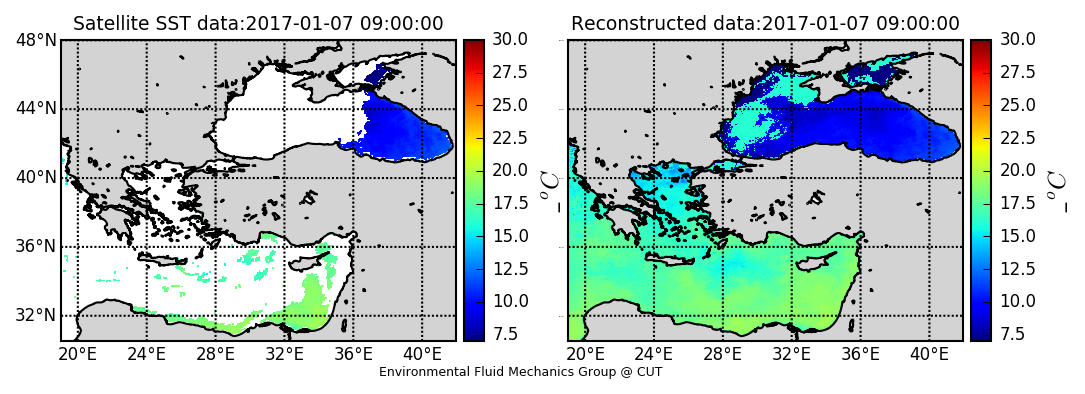 Satellite SST data:2017-01-07 09:00:00
48°N
44°N
40°N
36°N
32°N
20°E 24°E 28°E 32°E 36°E 40°E
30.0
27.5
25.0
22.5
20.0
17.5
15.0
12.5
10.0
7.5
_°C
Reconstructed data:2017-01-07 09:00:00
20°E 24°E 28°E 32°E 36°E 40°E
30.0
27.5
25.0
22.5
20.0
17.5
15.0
12.5
10.0
7.5
_°C
Environmental Fluid Mechanics Group @ CUT